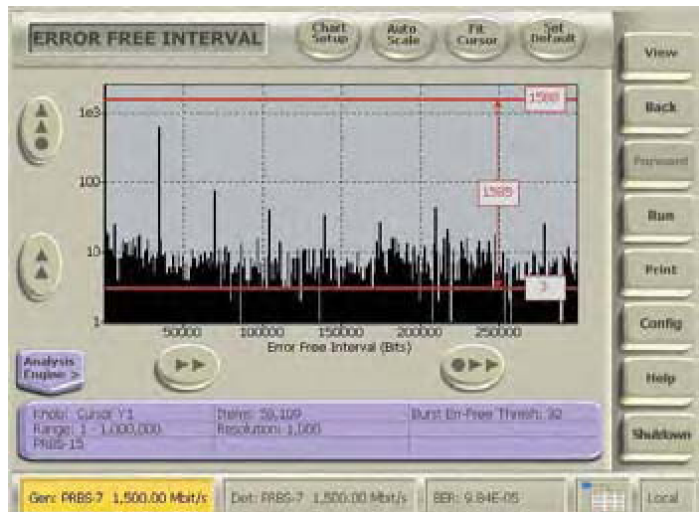 ERROR FREE INTERVAL
Chart Setup
Auto Scale
Fit Cursor
Set Default
View
Back
Forward
Run
Print
Config
Help
Shutdown
1e3
100
10
1
1588
1585
3
50000 100000 150000 200000 250000
Error Free Interval (Bits)
Analysis Engine >
Knob: Cursor Y1 Items: 59,109 Burst Err-Free Thresh: 32
Range: 1 - 1,000,000 Resolution: 1,000
PRBS-15
Gen: PRBS-7 1,500.00 Mbit/s Det: PRBS-7 1,500.00 Mbit/s BER: 9.84E-05 Local